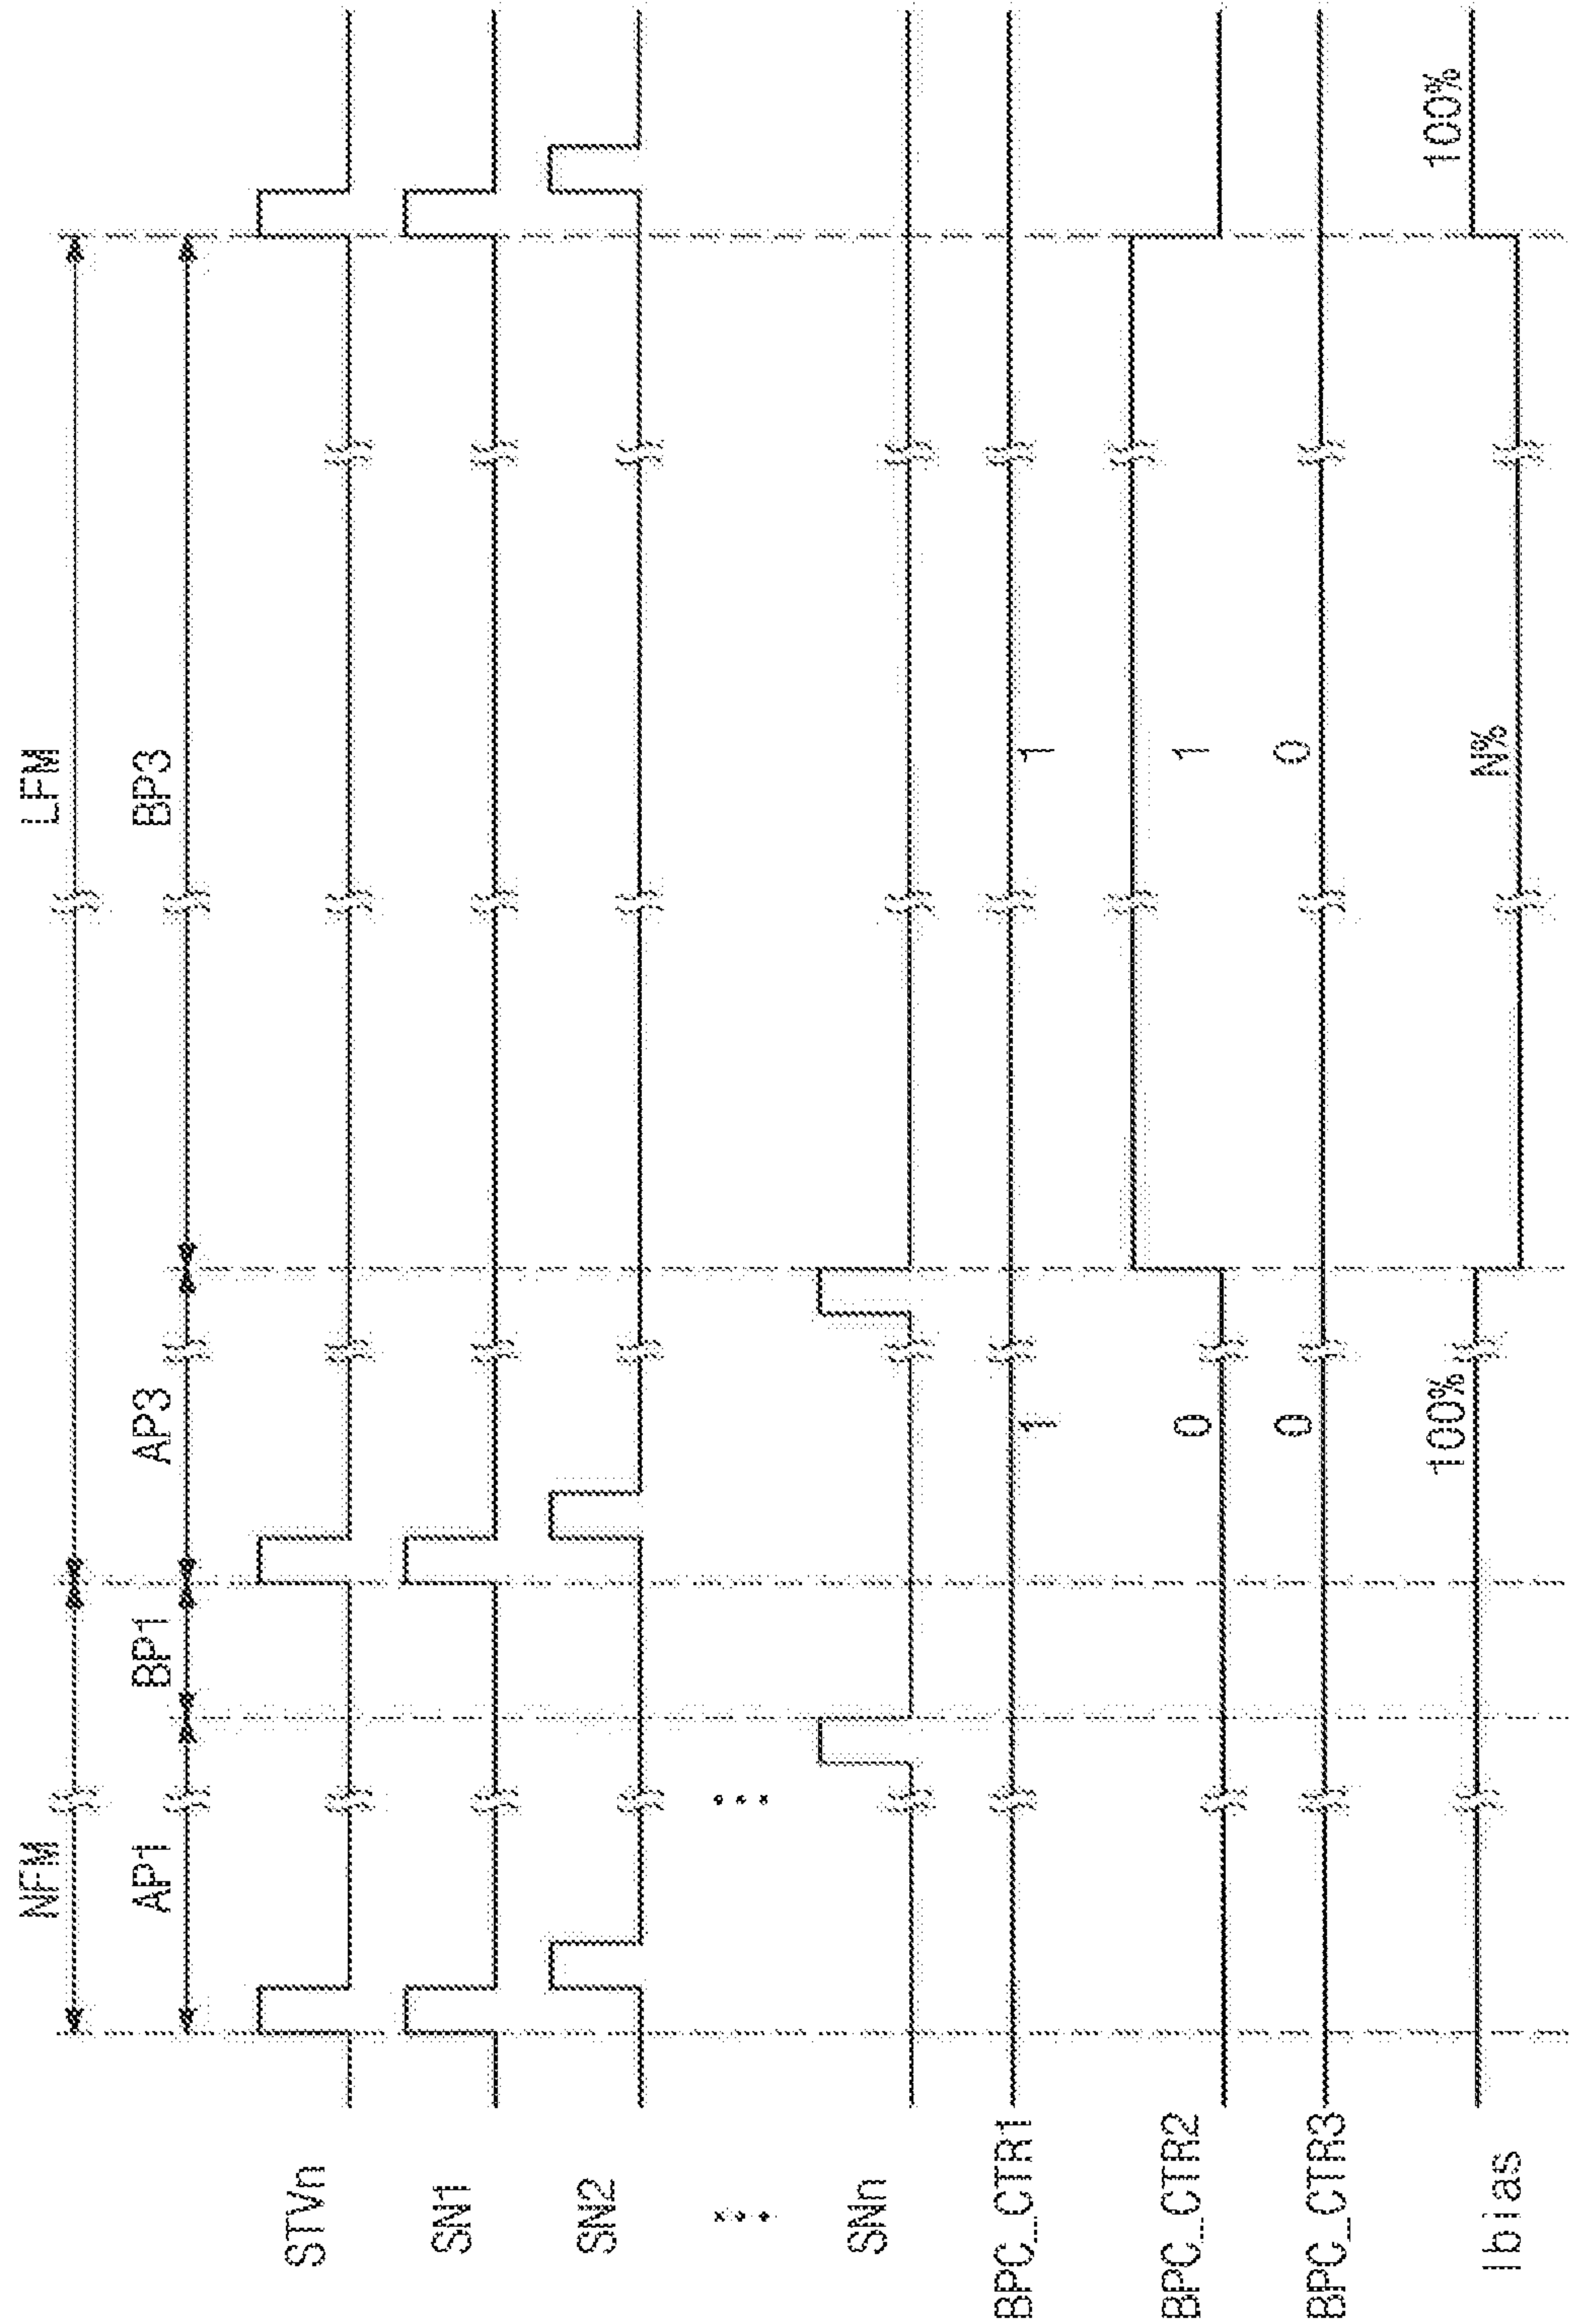 NFM LFM
AP1 BP1 AP3 BP3
STVn
SN1
SN2
SNn
BPC_CTR1 1 1
BPC_CTR2 0 1
BPC_CTR3 0 0
Ibias 100% N% 100%